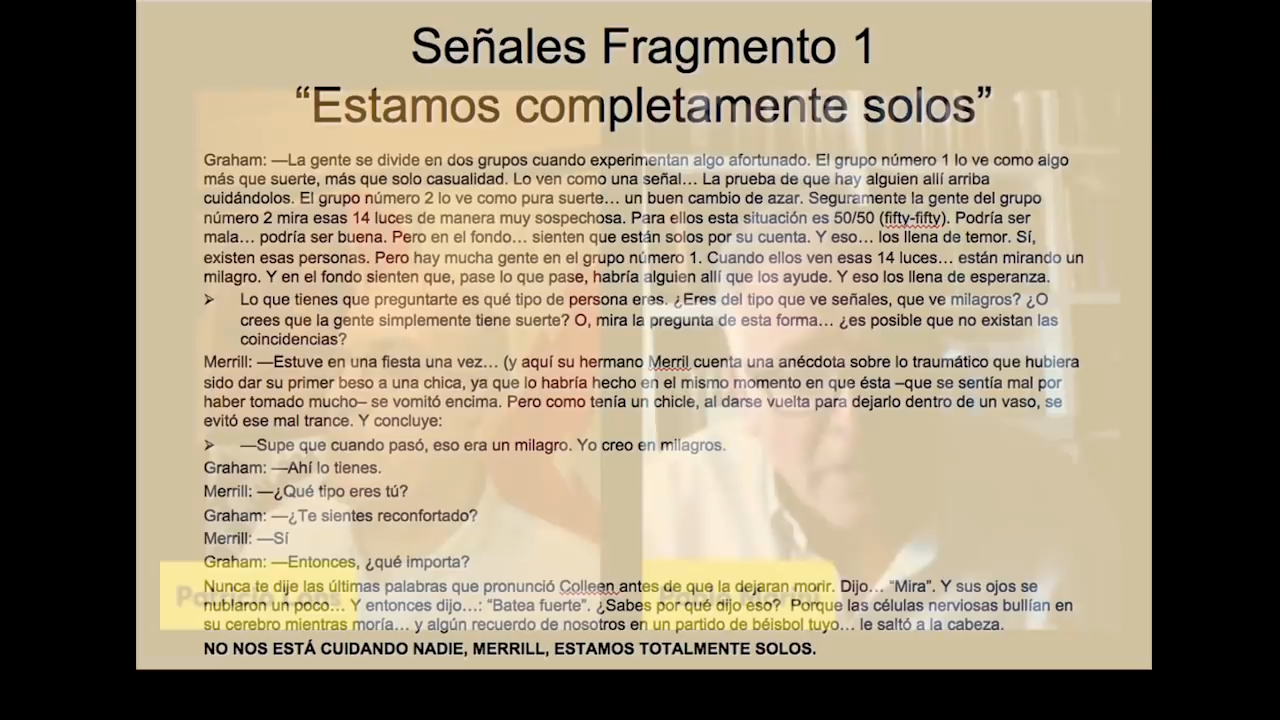 Señales Fragmento 1
“Estamos completamente solos”
Graham: —La gente se divide en dos grupos cuando experimentan algo afortunado. El grupo número 1 lo ve como algo
más que suerte, más que solo casualidad. Lo ven como una señal… La prueba de que hay alguien allí arriba
cuidándolos. El grupo número 2 lo ve como pura suerte… un buen cambio de azar. Seguramente la gente del grupo
número 2 mira esas 14 luces de manera muy sospechosa. Para ellos esta situación es 50/50 (fifty-fifty). Podría ser
mala… podría ser buena. Pero en el fondo… sienten que están solos por su cuenta. Y eso… los llena de temor. Sí,
existen esas personas. Pero hay mucha gente en el grupo número 1. Cuando ellos ven esas 14 luces… están mirando un
milagro. Y en el fondo sienten que, pase lo que pase, habría alguien allí que los ayude. Y eso los llena de esperanza.
➢ Lo que tienes que preguntarte es qué tipo de persona eres. ¿Eres del tipo que ve señales, que ve milagros? ¿O
crees que la gente simplemente tiene suerte? O, mira la pregunta de esta forma… ¿es posible que no existan las
coincidencias?
Merrill: —Estuve en una fiesta una vez… (y aquí su hermano Merril cuenta una anécdota sobre lo traumático que hubiera
sido dar su primer beso a una chica, ya que lo habría hecho en el mismo momento en que ésta –que se sentía mal por
haber tomado mucho– se vomitó encima. Pero como tenía un chicle, al darse vuelta para dejarlo dentro de un vaso, se
evitó ese mal trance. Y concluye:
➢ —Supe que cuando pasó, eso era un milagro. Yo creo en milagros.
Graham: —Ahí lo tienes.
Merrill: —¿Qué tipo eres tú?
Graham: —¿Te sientes reconfortado?
Merrill: —Sí
Graham: —Entonces, ¿qué importa?
Nunca te dije las últimas palabras que pronunció Colleen antes de que la dejaran morir. Dijo… “Mira”. Y sus ojos se
nublaron un poco… Y entonces dijo…: “Batea fuerte”. ¿Sabes por qué dijo eso? Porque las células nerviosas bullían en
su cerebro mientras moría… y algún recuerdo de nosotros en un partido de béisbol tuyo… le saltó a la cabeza.
NO NOS ESTÁ CUIDANDO NADIE, MERRILL, ESTAMOS TOTALMENTE SOLOS.